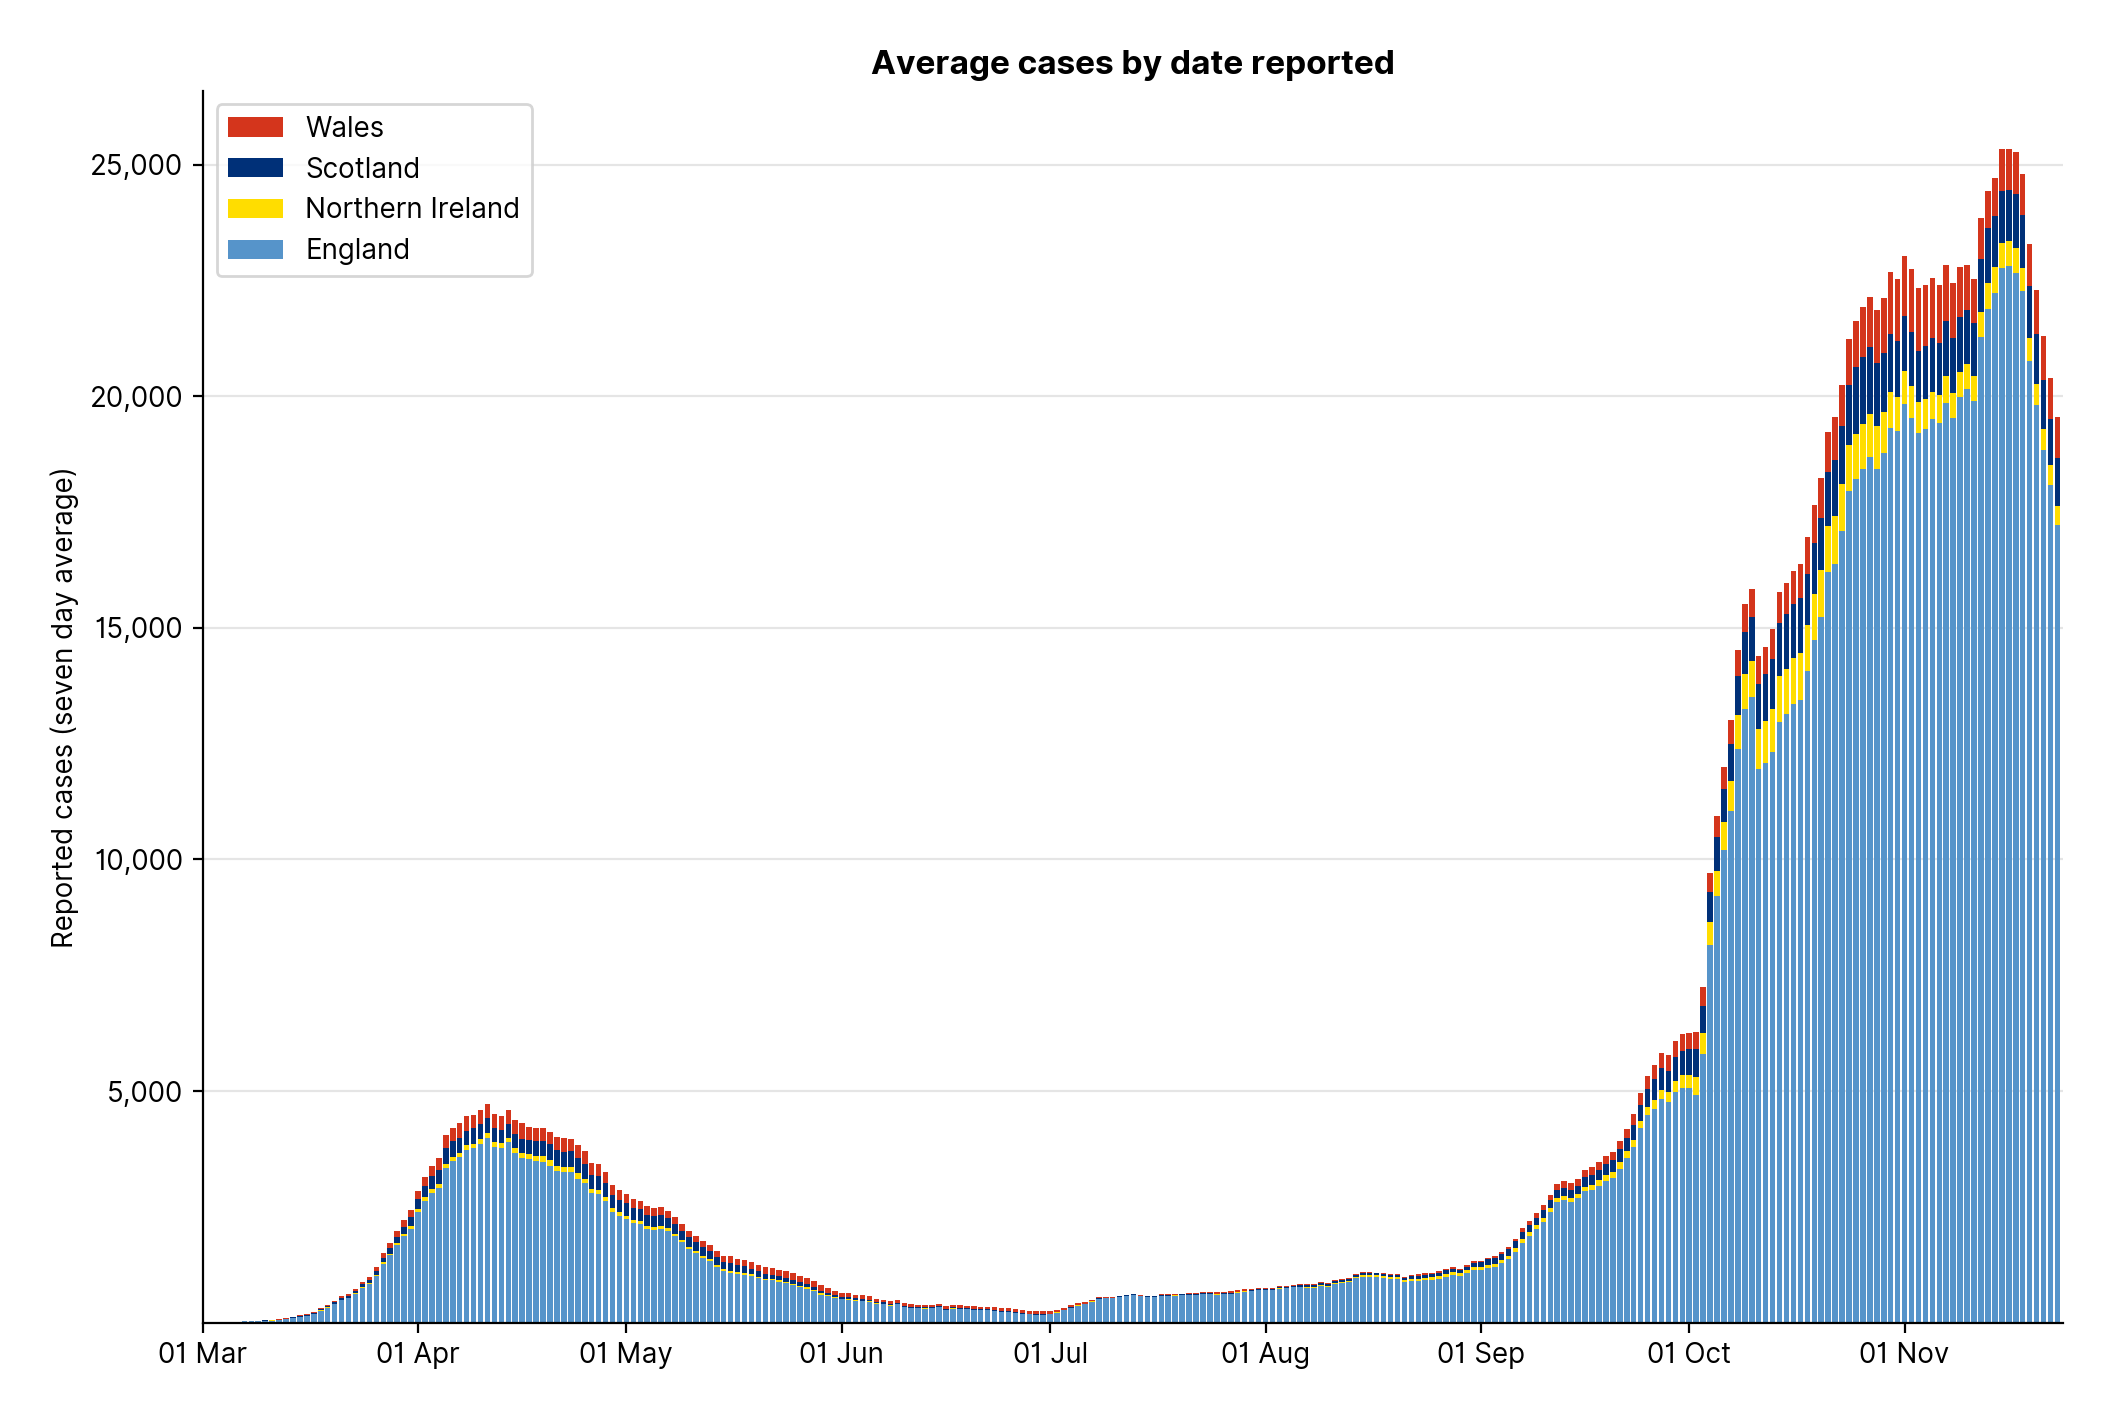 Average cases by date reported
Wales
Scotland
Northern Ireland
England
Reported cases (seven day average)
25,000
20,000
15,000
10,000
5,000
01 Mar
01 Apr
01 May
01 Jun
01 Jul
01 Aug
01 Sep
01 Oct
01 Nov